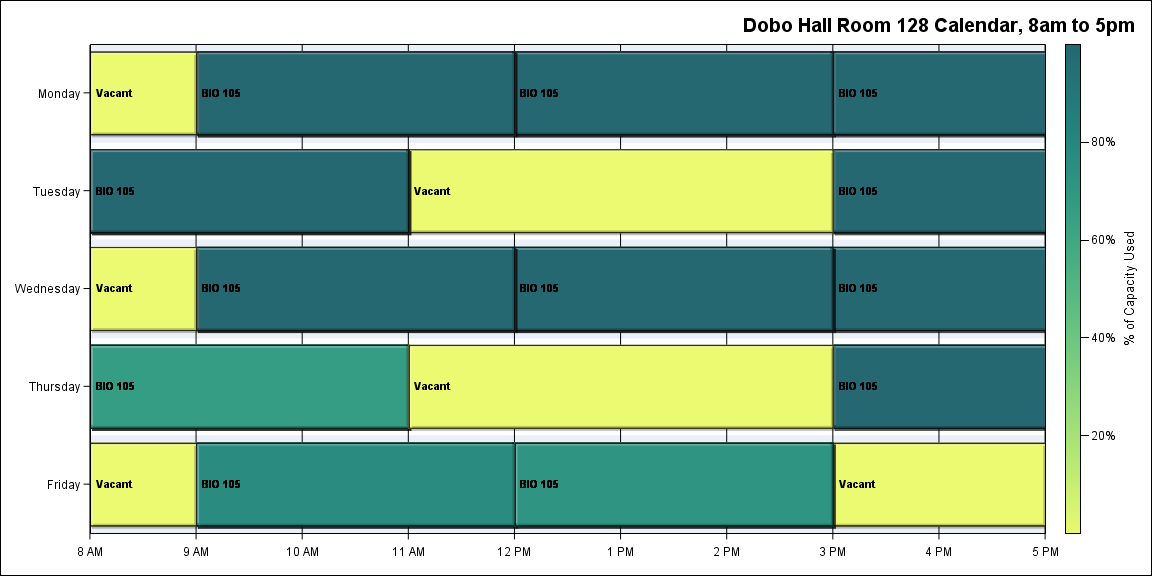 Dobo Hall Room 128 Calendar, 8am to 5pm
Monday
Vacant
BIO 105
BIO 105
BIO 105
Tuesday
BIO 105
Vacant
BIO 105
Wednesday
Vacant
BIO 105
BIO 105
BIO 105
Thursday
BIO 105
Vacant
BIO 105
Friday
Vacant
BIO 105
BIO 105
Vacant
8 AM
9 AM
10 AM
11 AM
12 PM
1 PM
2 PM
3 PM
4 PM
5 PM
80%
60%
40%
20%
% of Capacity Used